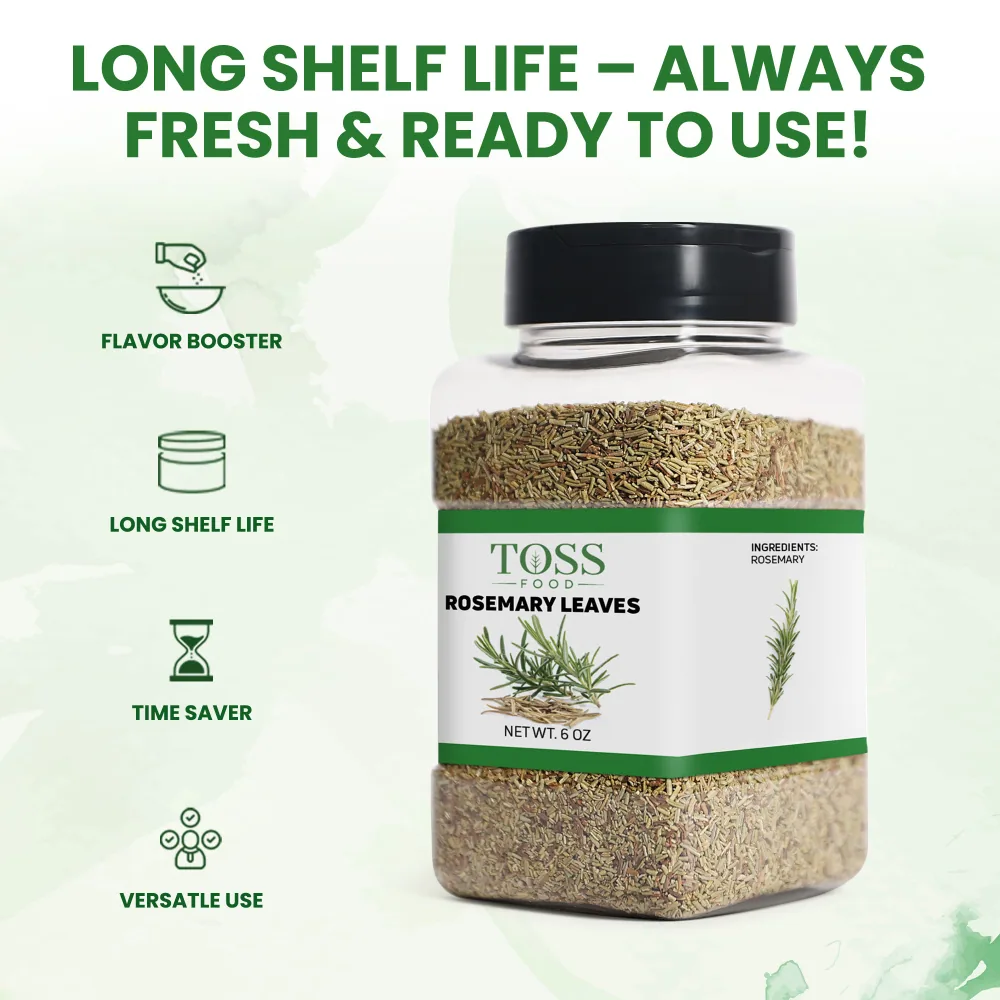 LONG SHELF LIFE – ALWAYS
FRESH & READY TO USE!
FLAVOR BOOSTER
LONG SHELF LIFE
TIME SAVER
VERSATLE USE
TOSS
FOOD
ROSEMARY LEAVES
NET WT. 6 OZ
INGREDIENTS:
ROSEMARY